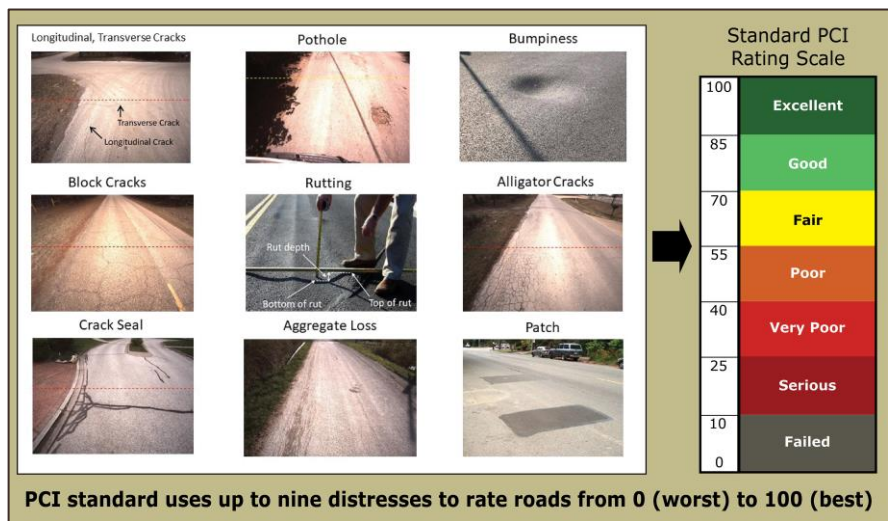 Longitudinal, Transverse Cracks
Transverse Crack
Longitudinal Crack
Pothole
Bumpiness
Block Cracks
Rutting
Rut depth
Bottom of rut
Top of rut
Alligator Cracks
Crack Seal
Aggregate Loss
Patch
Standard PCI
Rating Scale
100
Excellent
85
Good
70
Fair
55
Poor
40
Very Poor
25
Serious
10
Failed
0
PCI standard uses up to nine distresses to rate roads from 0 (worst) to 100 (best)